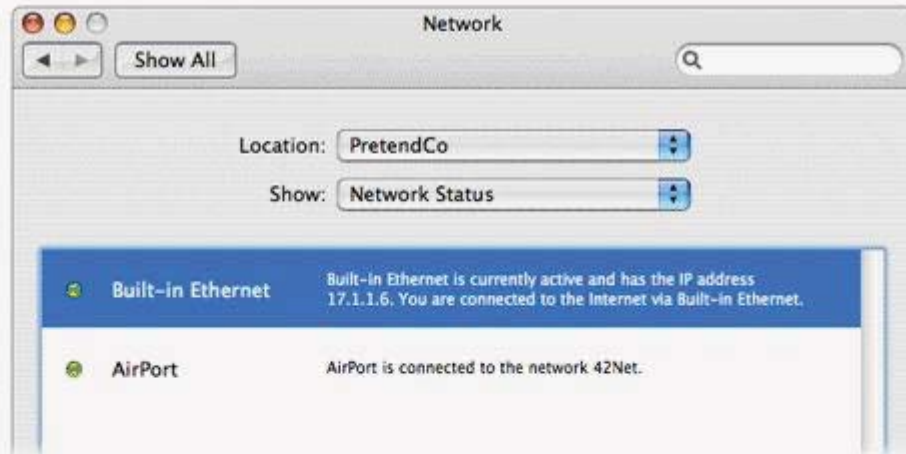 Network
Show All
Location: PretendCo
Show: Network Status
Built-in Ethernet
Built-in Ethernet is currently active and has the IP address
17.1.1.6. You are connected to the Internet via Built-in Ethernet.
AirPort
AirPort is connected to the network 42Net.